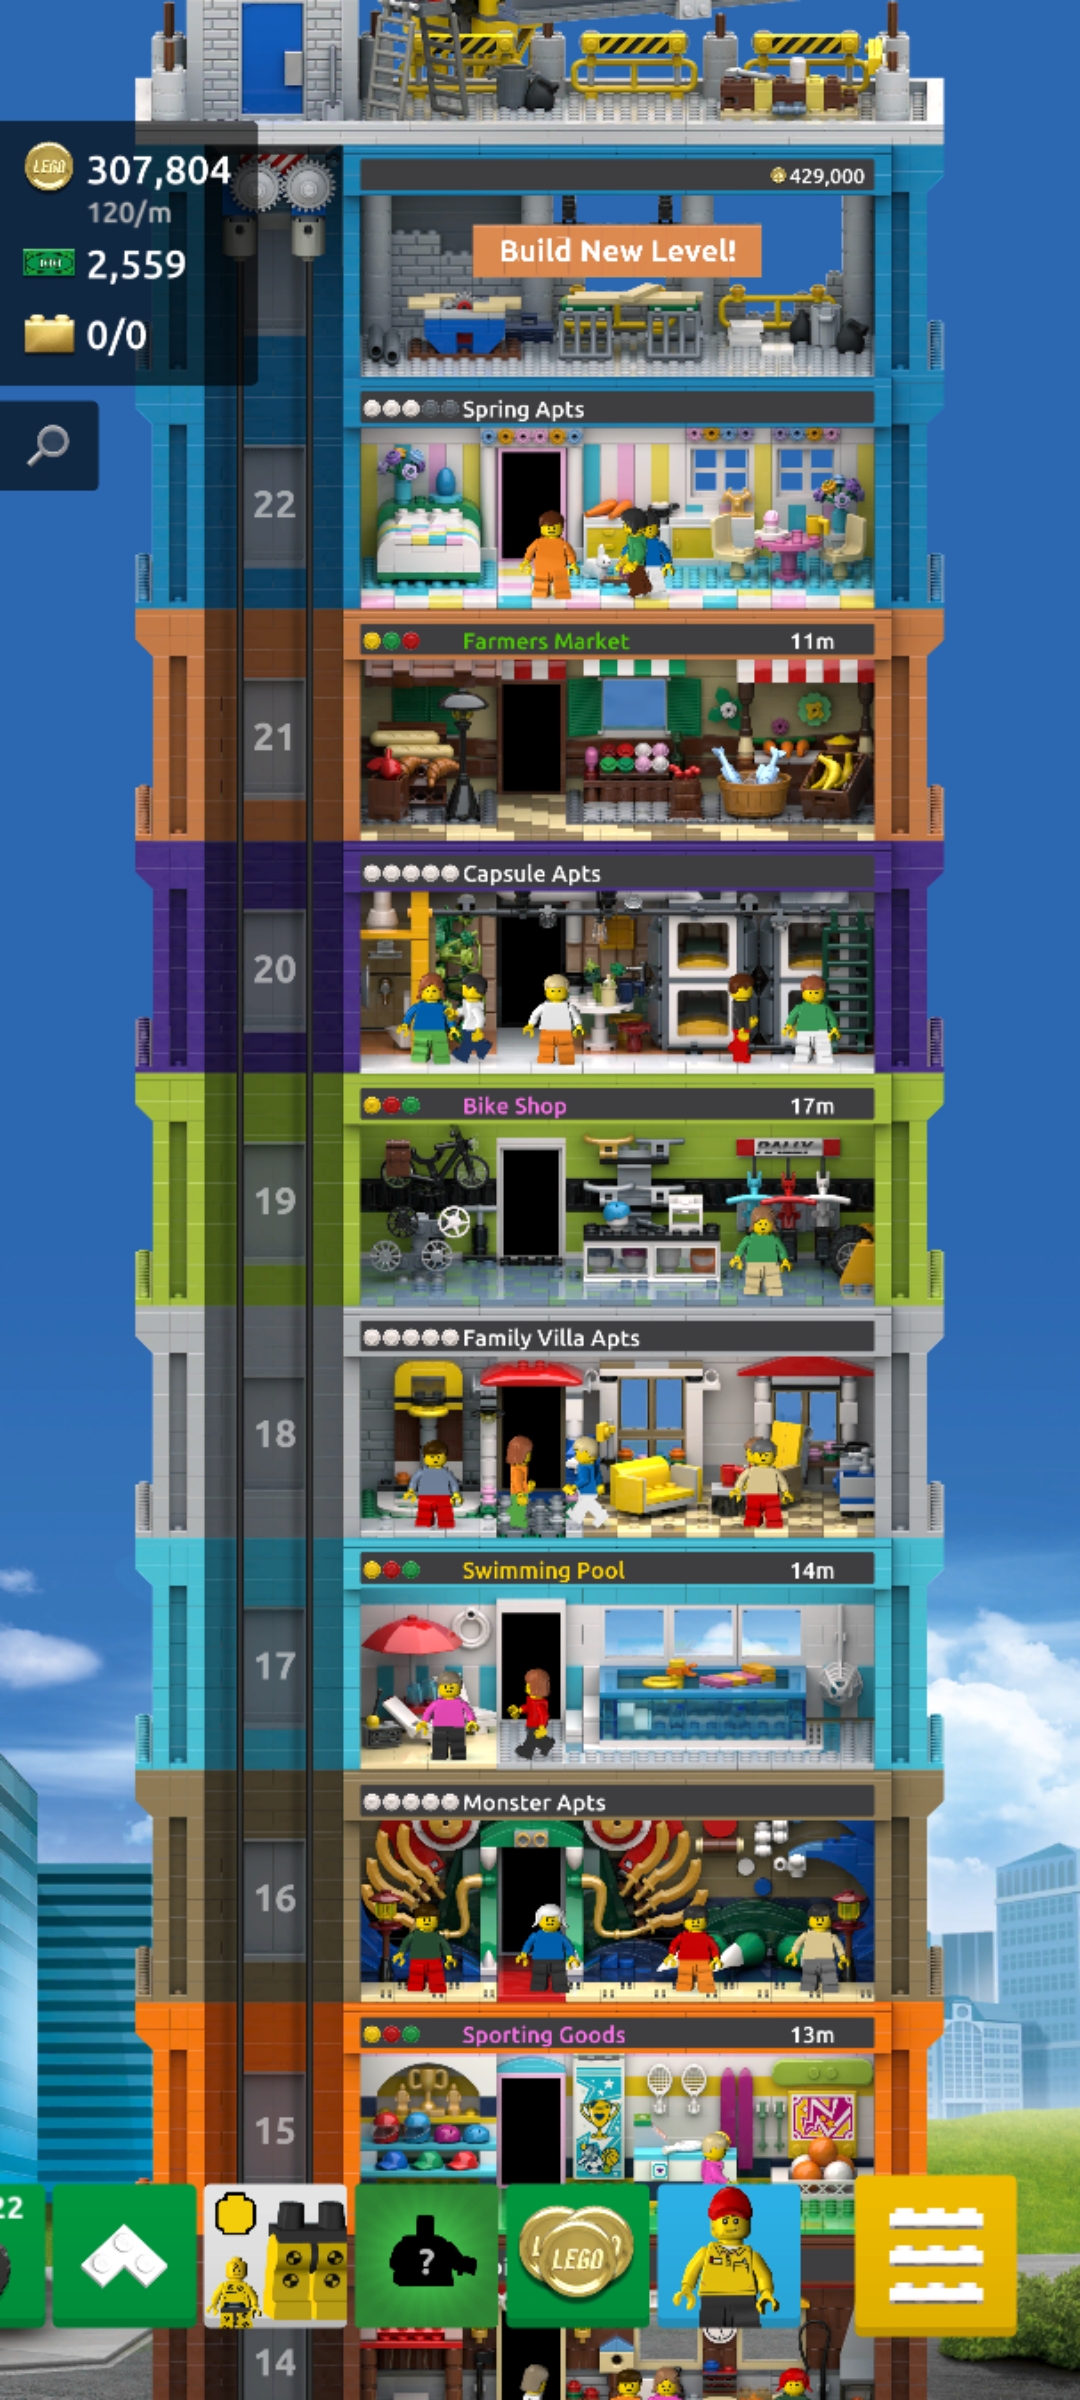 LEGO 307,804
120/m
2,559
0/0
429,000
Build New Level!
Spring Apts
22
Farmers Market 11m
21
Capsule Apts
20
Bike Shop 17m
RALLY
19
Family Villa Apts
18
Swimming Pool 14m
17
Monster Apts
16
Sporting Goods 13m
15
22
?
LEGO
14